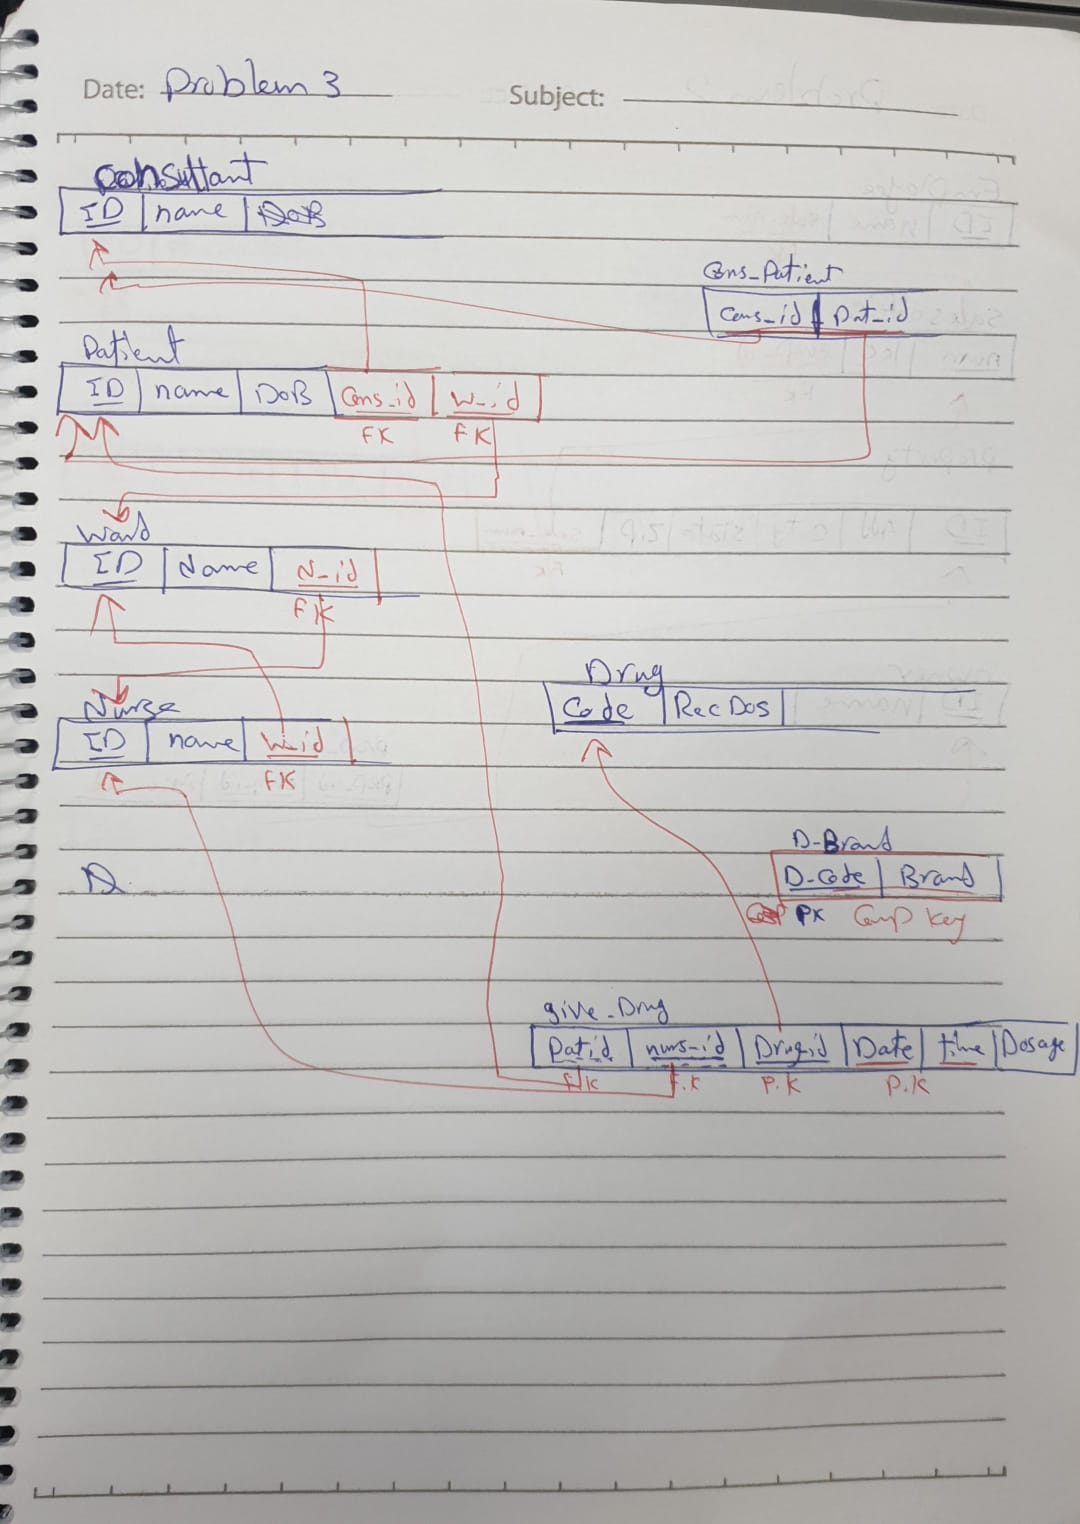 Date: Problem 3
Subject:
Consultant
ID name DoB
Cons_Patient
Cons_id Pat_id
Patient
ID name DoB Cons_id W_id
FK FK
Ward
ID Name N_id
FK
Nurse
ID name W_id
FK
Drug
Code Rec Dos
D-Brand
D-Code Brand
Comp PK Comp Key
D
give_Drug
Pat_id nurs_id Drug_id Date time Dosage
F.K F.K P.K P.K